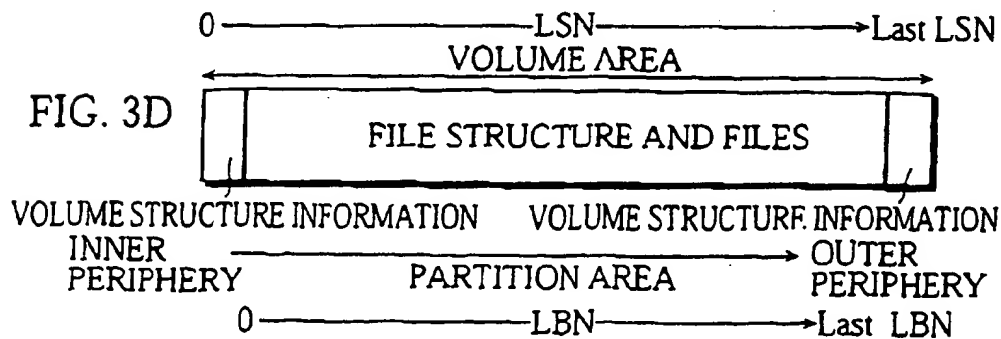 0 LSN Last LSN
VOLUME AREA
FIG. 3D
FILE STRUCTURE AND FILES
VOLUME STRUCTURE INFORMATION VOLUME STRUCTURE INFORMATION
INNER PERIPHERY PARTITION AREA OUTER PERIPHERY
0 LBN Last LBN